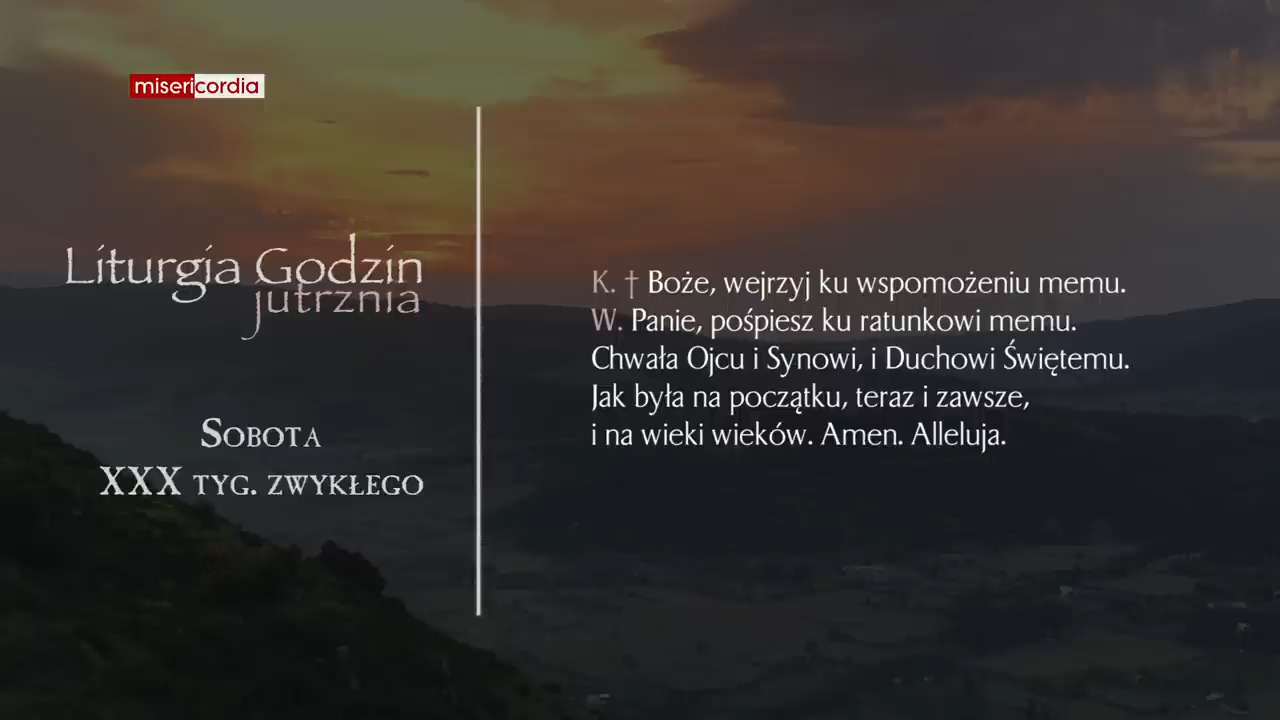 misericordia
Liturgia Godzin
jutrznia
Sobota
XXX tyg. zwykłego
K. † Boże, wejrzyj ku wspomożeniu memu.
W. Panie, pośpiesz ku ratunkowi memu.
Chwała Ojcu i Synowi, i Duchowi Świętemu.
Jak była na początku, teraz i zawsze,
i na wieki wieków. Amen. Alleluja.